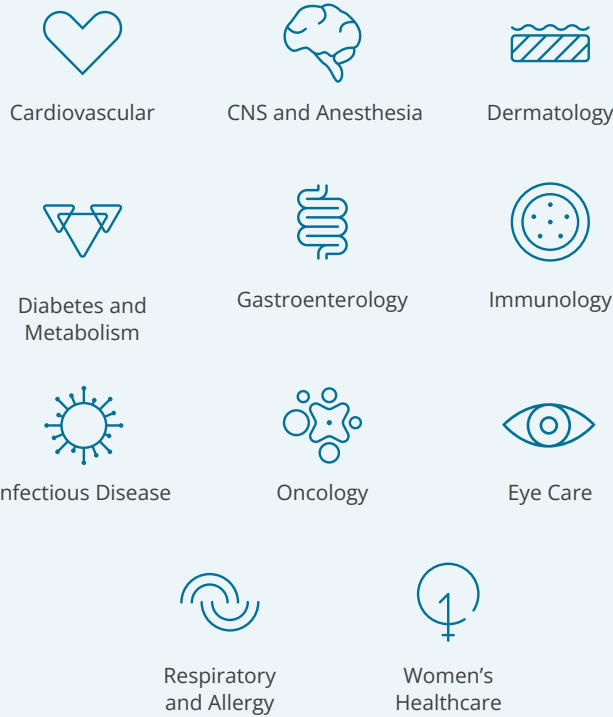 Cardiovascular
CNS and Anesthesia
Dermatology
Diabetes and
Metabolism
Gastroenterology
Immunology
nfectious Disease
Oncology
Eye Care
Respiratory
and Allergy
Women's
Healthcare